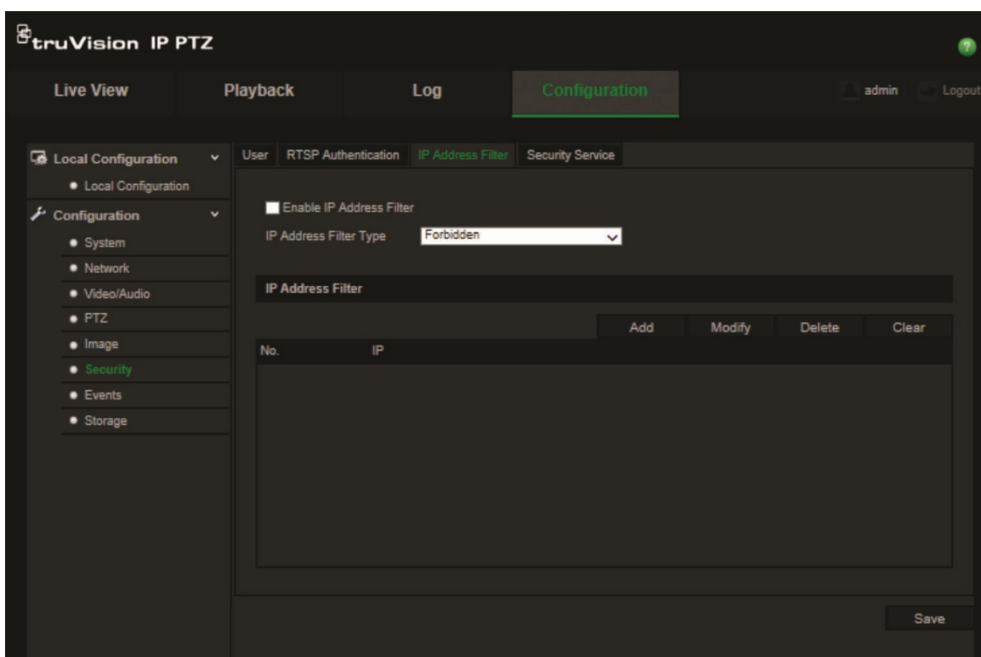 truVision IP PTZ
?
Live View Playback Log Configuration admin Logout
Local Configuration
Local Configuration
Configuration
System
Network
Video/Audio
PTZ
Image
Security
Events
Storage
User RTSP Authentication IP Address Filter Security Service
Enable IP Address Filter
IP Address Filter Type Forbidden
IP Address Filter
Add Modify Delete Clear
No. IP
Save